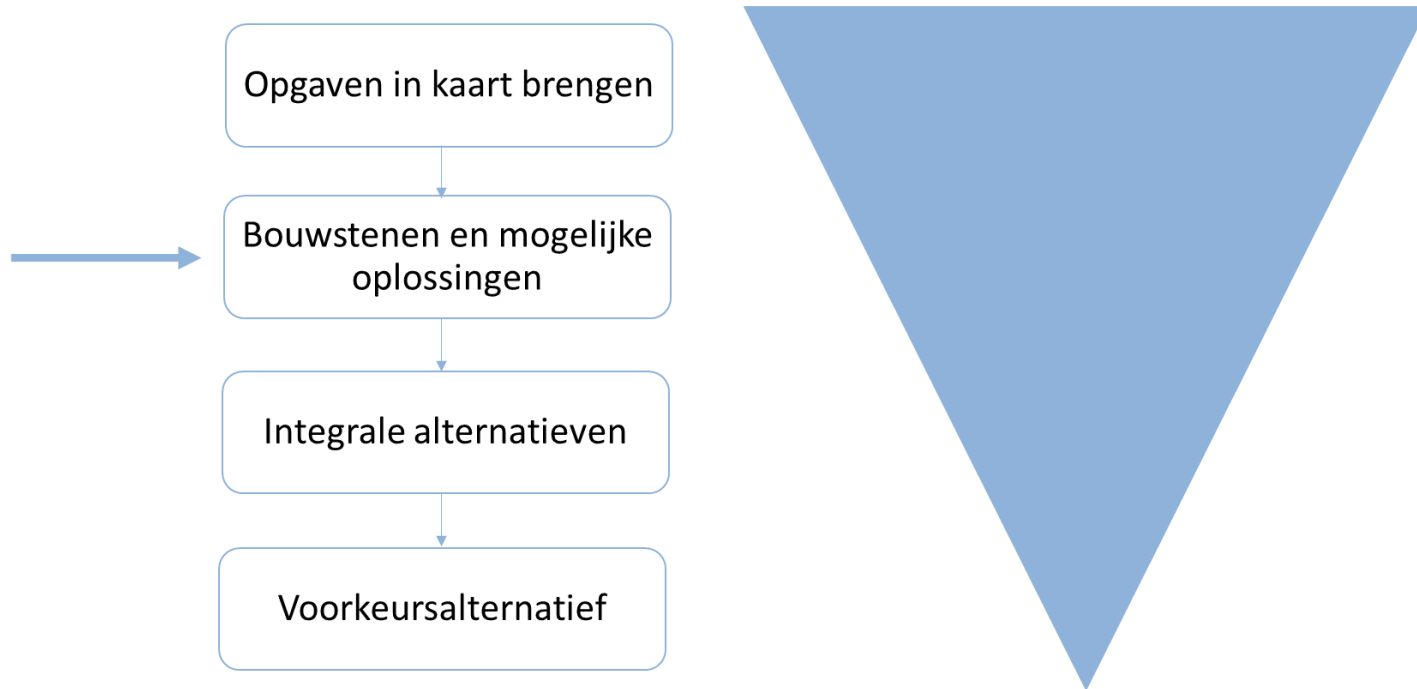 Opgaven in kaart brengen
Bouwstenen en mogelijke
oplossingen
Integrale alternatieven
Voorkeursalternatief